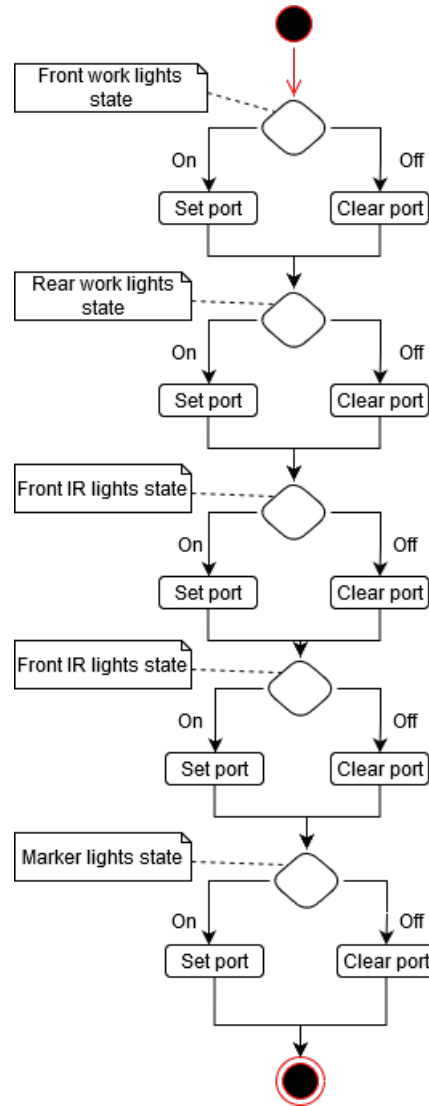 Front work lights
state
On
Off
Set port
Clear port
Rear work lights
state
On
Off
Set port
Clear port
Front IR lights state
On
Off
Set port
Clear port
Front IR lights state
On
Off
Set port
Clear port
Marker lights state
On
Off
Set port
Clear port